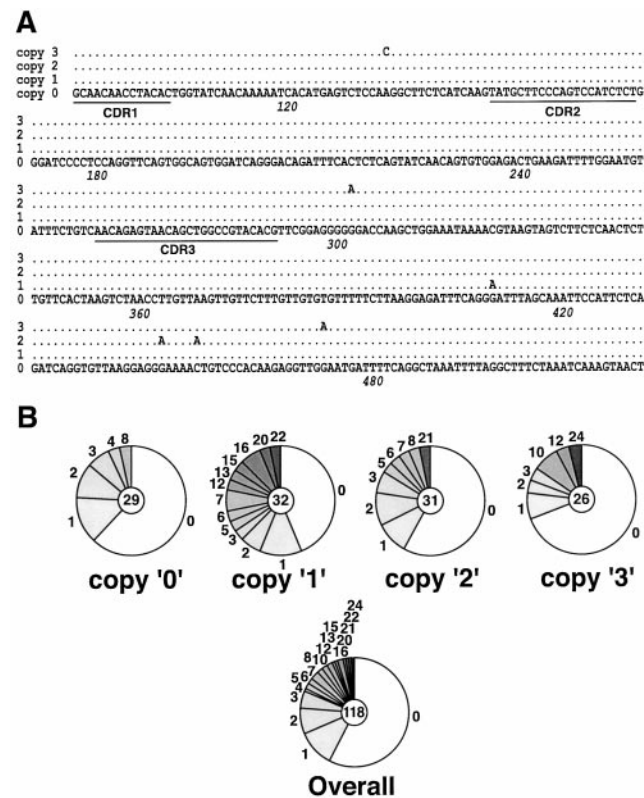 A
copy 3 C
copy 2
copy 1
copy 0 GCAACAACCTACACTGGTATCAACAAAAATCACATGAGTCTCCAAGGCTTCTCATCAAGTATGCTTCCCAGTCCATCTCTG
CDR1 120 CDR2
3
2
1
0 GGATCCCCTCCAGGTTCAGTGGCAGTGGATCAGGGACAGATTTCACTCTCAGTATCAACAGTGTGGAGACTGAAGATTTTGGAATGT
180 240
3 A
2
1
0 ATTTCTGTCAACAGAGTAACAGCTGGCCGTACACGTTCGGAGGGGGGACCAAGCTGGAAATAAAACGTAAGTAGTCTTCTCAACTCT
CDR3 300
3
2
1 A
0 TGTTCACTAAGTCTAACCTTGTTAAGTTGTTCTTTGTTGTGTGTTTTTCTTAAGGAGATTTCAGGGATTTAGCAAATTCCATTCTCA
360 420
3 A
2 A A
1
0 GATCAGGTGTTAAGGAGGGAAAACTGTCCCACAAGAGGTTGGAATGATTTTCAGGCTAAATTTTAGGCTTTCTAAATCAAAGTAACT
480
B
29 0 1 2 3 4 8
copy '0'
32 0 1 2 3 5 6 7 12 13 15 16 20 22
copy '1'
31 0 1 2 3 5 6 7 8 21
copy '2'
26 0 1 2 3 10 12 24
copy '3'
118 0 1 2 3 4 5 6 7 8 10 12 13 15 16 20 21 22 24
Overall